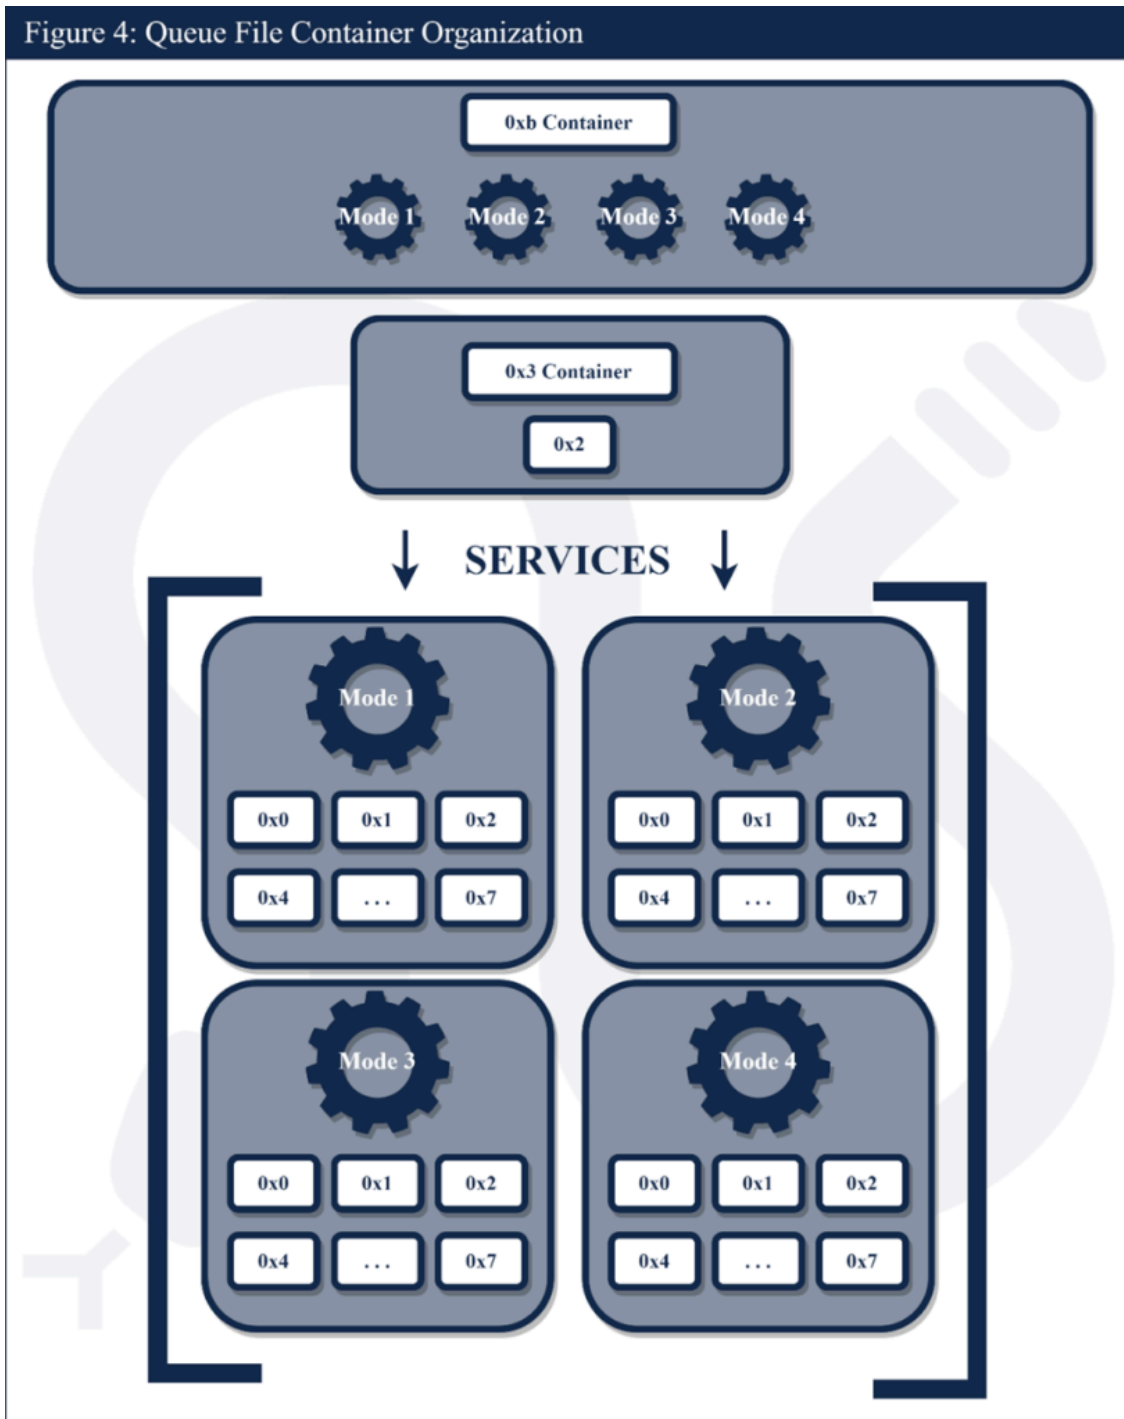 Figure 4: Queue File Container Organization
0xb Container
Mode 1 Mode 2 Mode 3 Mode 4
0x3 Container
0x2
SERVICES
Mode 1 Mode 2
0x0 0x1 0x2 0x0 0x1 0x2
0x4 ... 0x7 0x4 ... 0x7
Mode 3 Mode 4
0x0 0x1 0x2 0x0 0x1 0x2
0x4 ... 0x7 0x4 ... 0x7